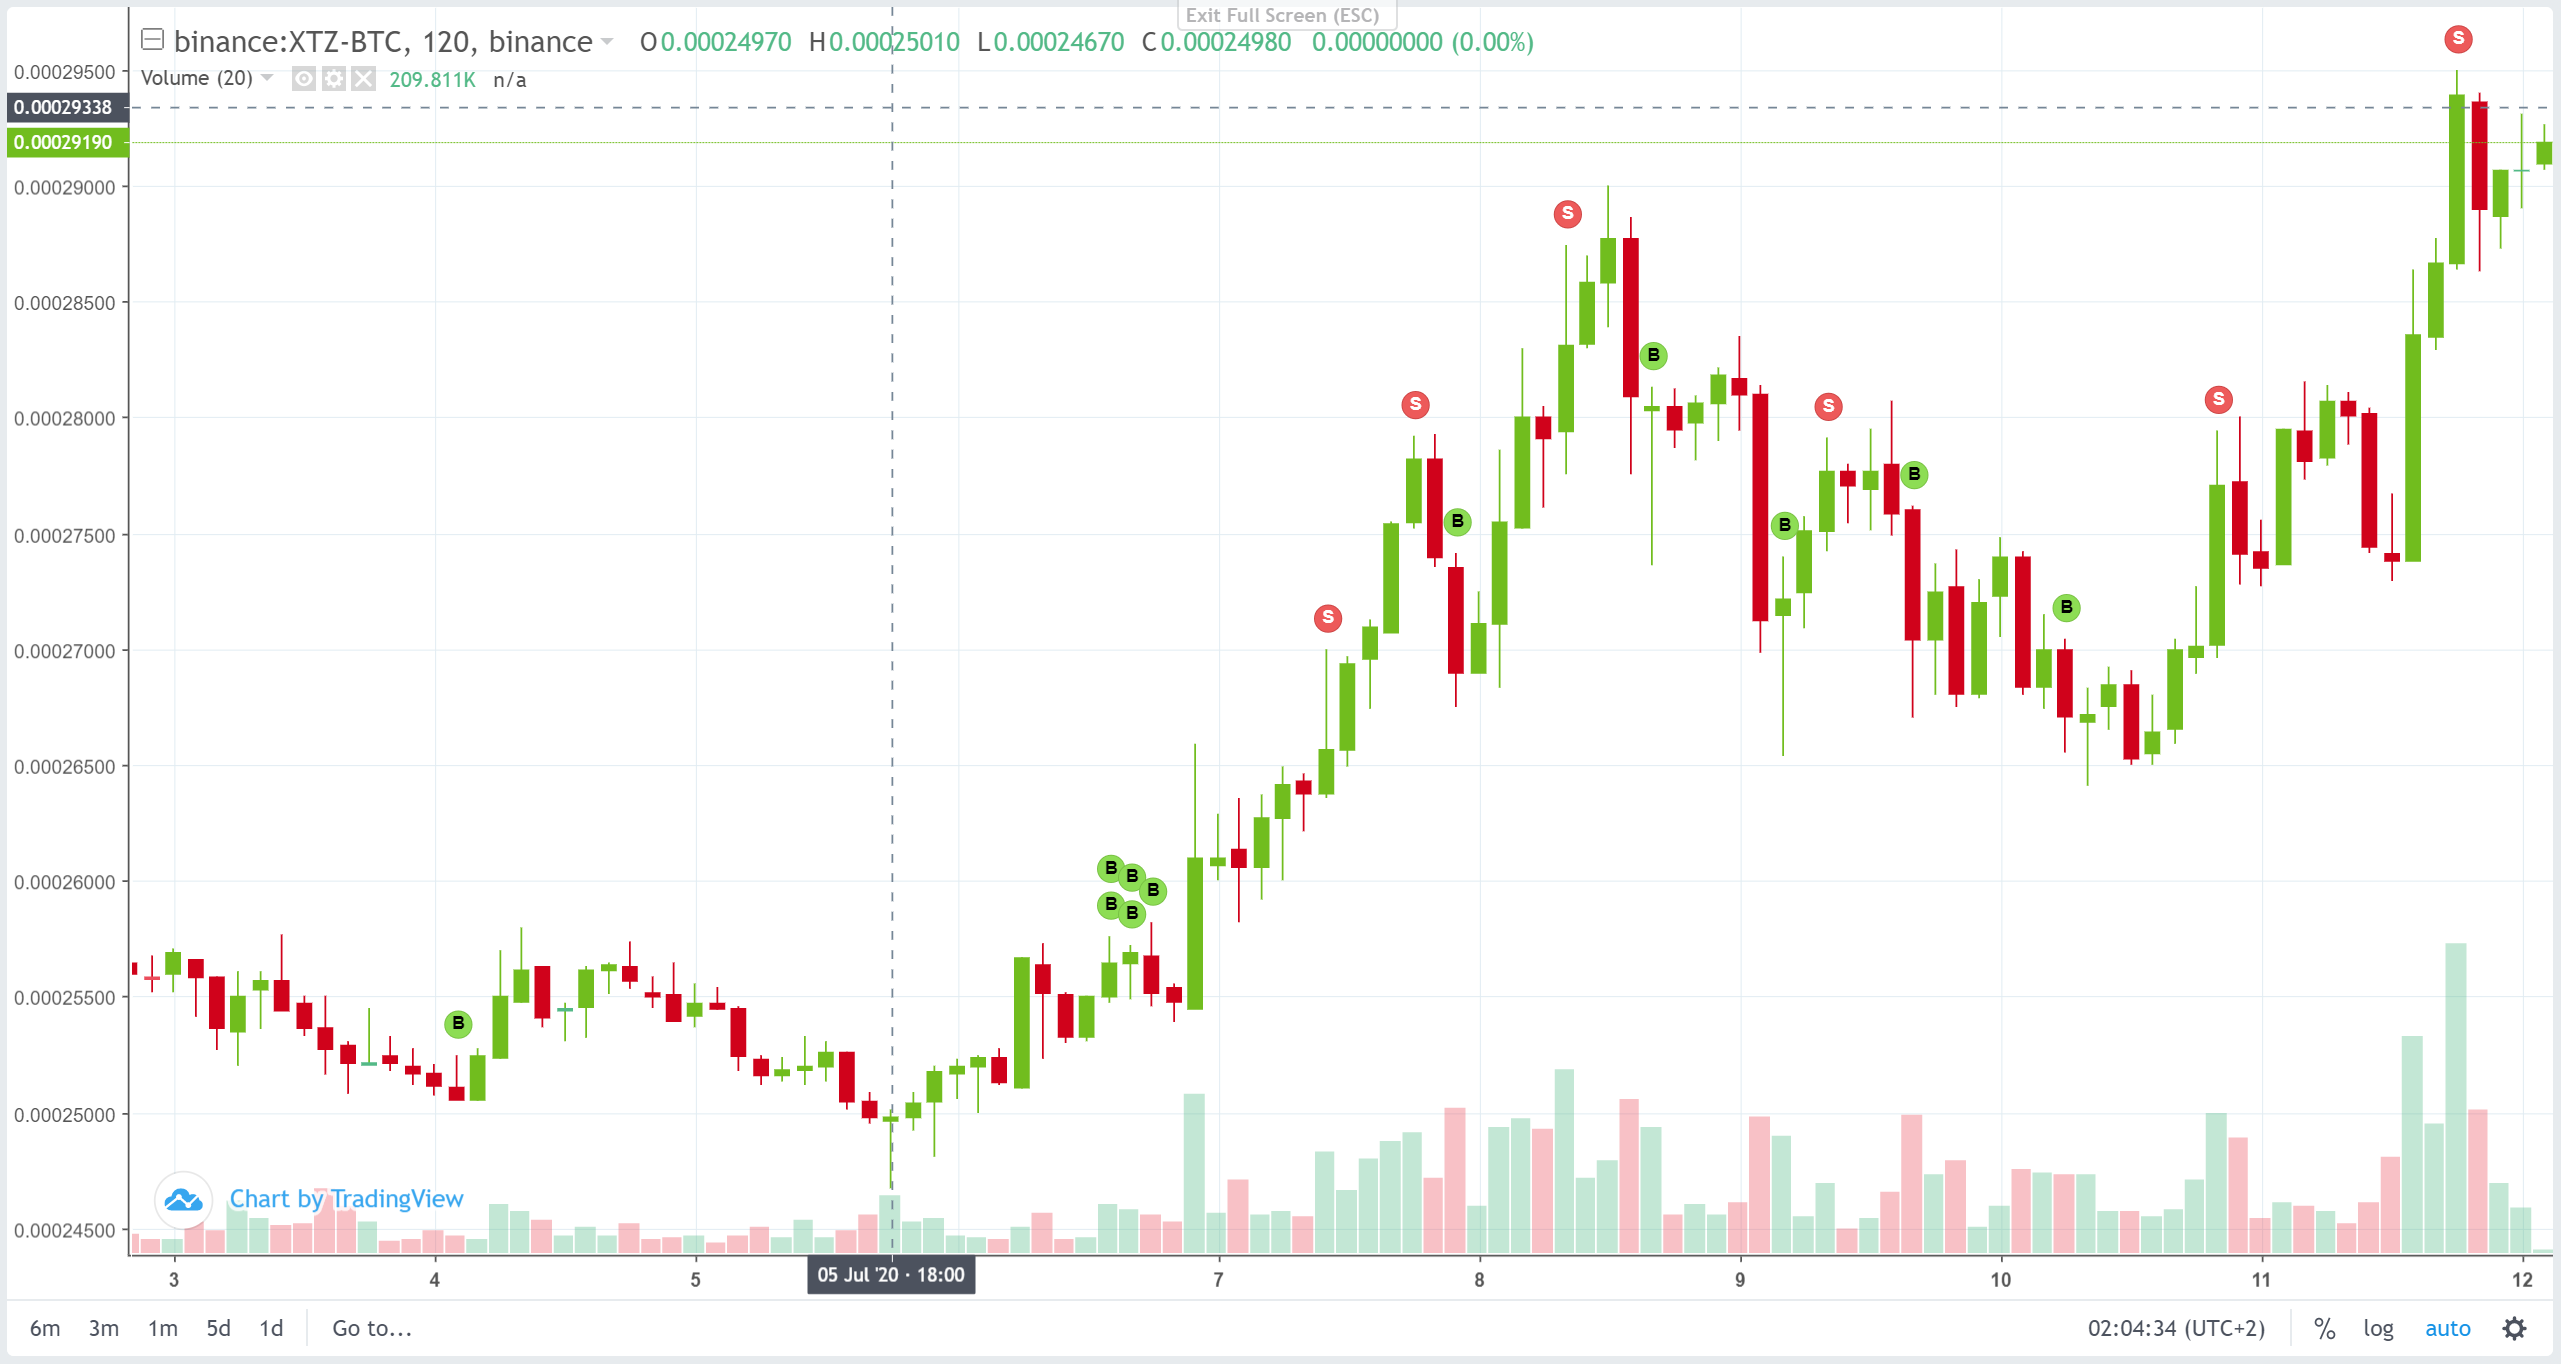 Exit Full Screen (ESC)
binance:XTZ-BTC, 120, binance O0.00024970 H0.00025010 L0.00024670 C0.00024980 0.00000000 (0.00%)
Volume (20) 209.811K n/a
0.00029500
0.00029338
0.00029190
0.00029000
0.00028500
0.00028000
0.00027500
0.00027000
0.00026500
0.00026000
0.00025500
0.00025000
0.00024500
S
S
B
S
S
S
B
B
B
B
S
B
B
B
B
B
B
Chart by TradingView
3 4 5 05 Jul '20 · 18:00 7 8 9 10 11 12
6m 3m 1m 5d 1d Go to... 02:04:34 (UTC+2) % log auto